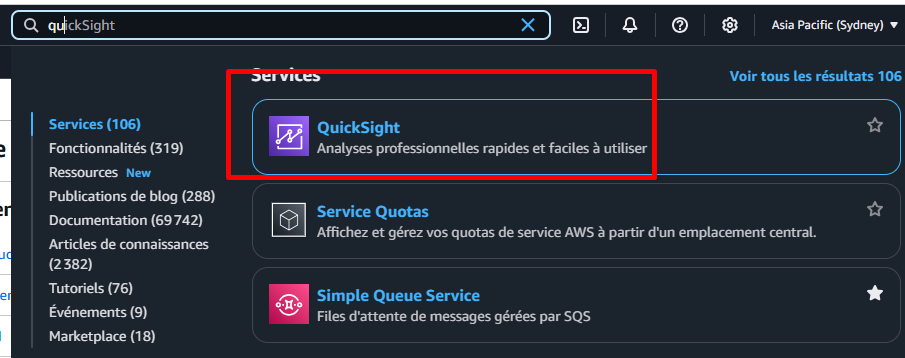 quickSight
Asia Pacific (Sydney)
Services
Voir tous les résultats 106
Services (106)
Fonctionnalités (319)
Ressources New
Publications de blog (288)
Documentation (69 742)
Articles de connaissances
(2 382)
Tutoriels (76)
Événements (9)
Marketplace (18)
QuickSight
Analyses professionnelles rapides et faciles à utiliser
Service Quotas
Affichez et gérez vos quotas de service AWS à partir d'un emplacement central.
Simple Queue Service
Files d'attente de messages gérées par SQS